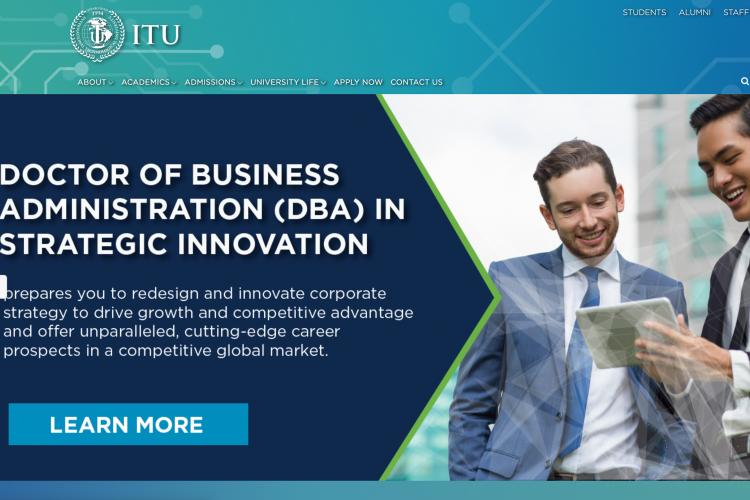 1994
ITU
STUDENTS ALUMNI STAFF
ABOUT ACADEMICS ADMISSIONS UNIVERSITY LIFE APPLY NOW CONTACT US
DOCTOR OF BUSINESS
ADMINISTRATION (DBA) IN
STRATEGIC INNOVATION
prepares you to redesign and innovate corporate
strategy to drive growth and competitive advantage
and offer unparalleled, cutting-edge career
prospects in a competitive global market.
LEARN MORE